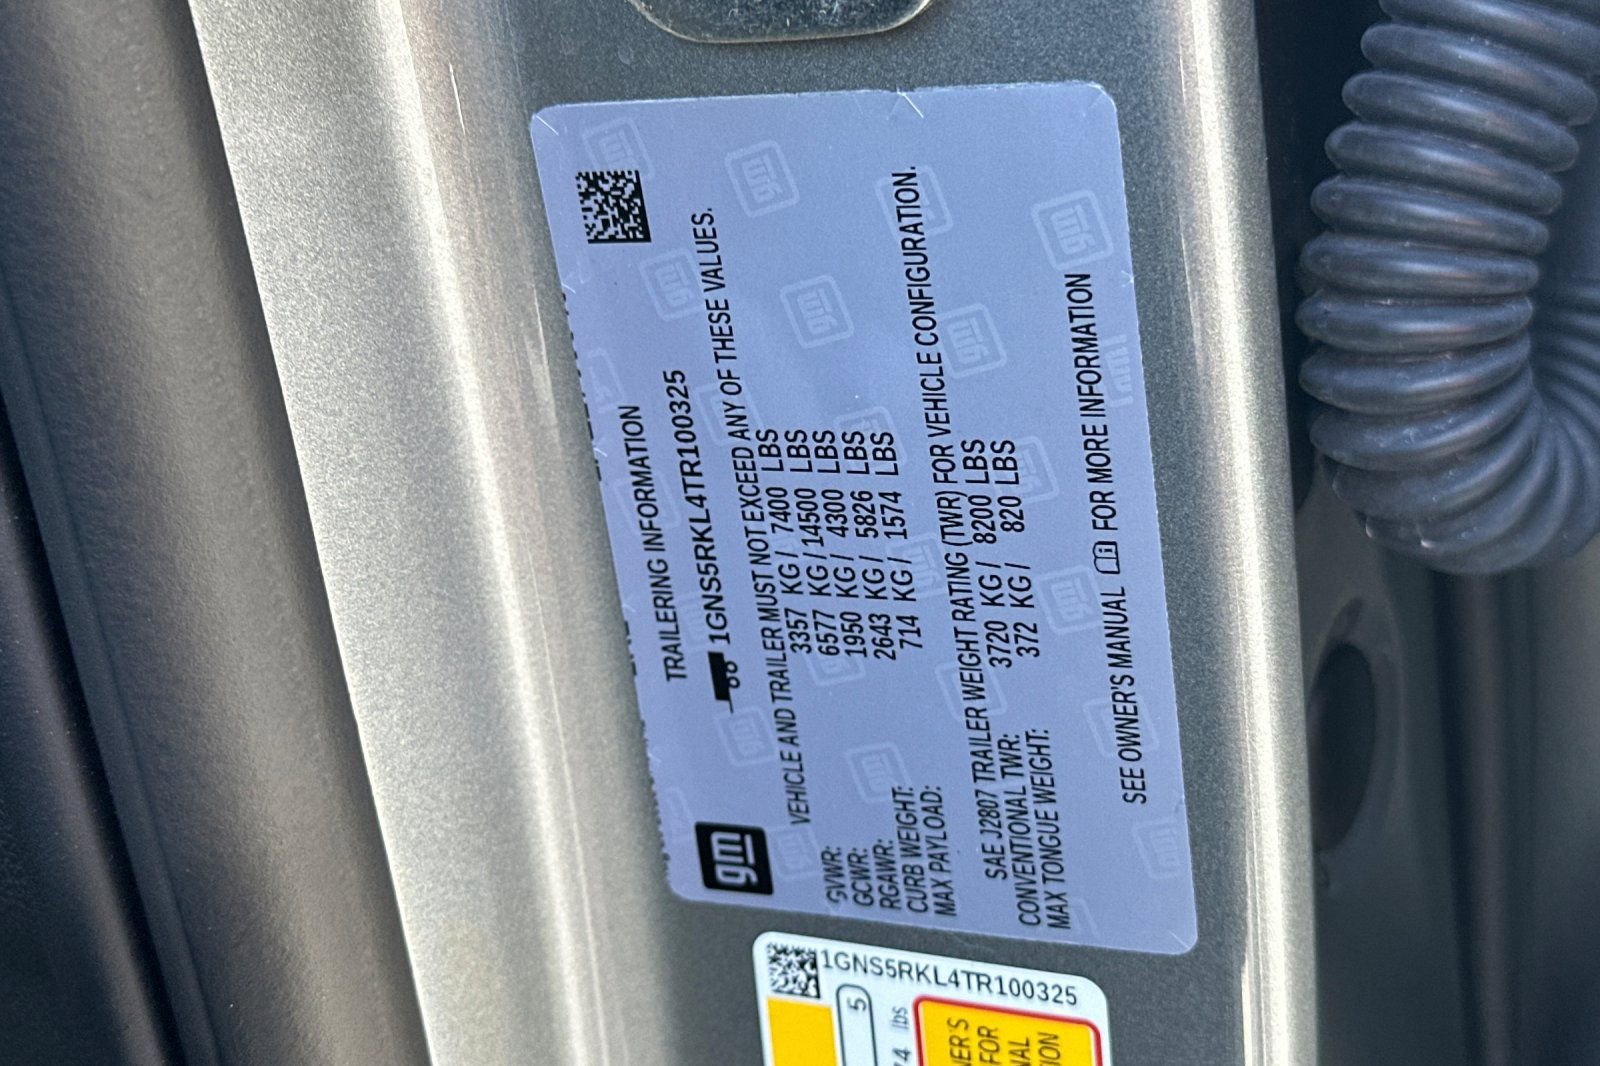 TRAILERING INFORMATION
1GNS5RKL4TR100325
gm
VEHICLE AND TRAILER MUST NOT EXCEED ANY OF THESE VALUES.
GVWR: 3357 KG / 7400 LBS
GCWR: 6577 KG / 14500 LBS
RGAWR: 1950 KG / 4300 LBS
CURB WEIGHT: 2643 KG / 5826 LBS
MAX PAYLOAD: 714 KG / 1574 LBS
SAE J2807 TRAILER WEIGHT RATING (TWR) FOR VEHICLE CONFIGURATION.
CONVENTIONAL TWR: 3720 KG / 8200 LBS
MAX TONGUE WEIGHT: 372 KG / 820 LBS
SEE OWNER'S MANUAL FOR MORE INFORMATION
1GNS5RKL4TR100325
5
lbs
FOR